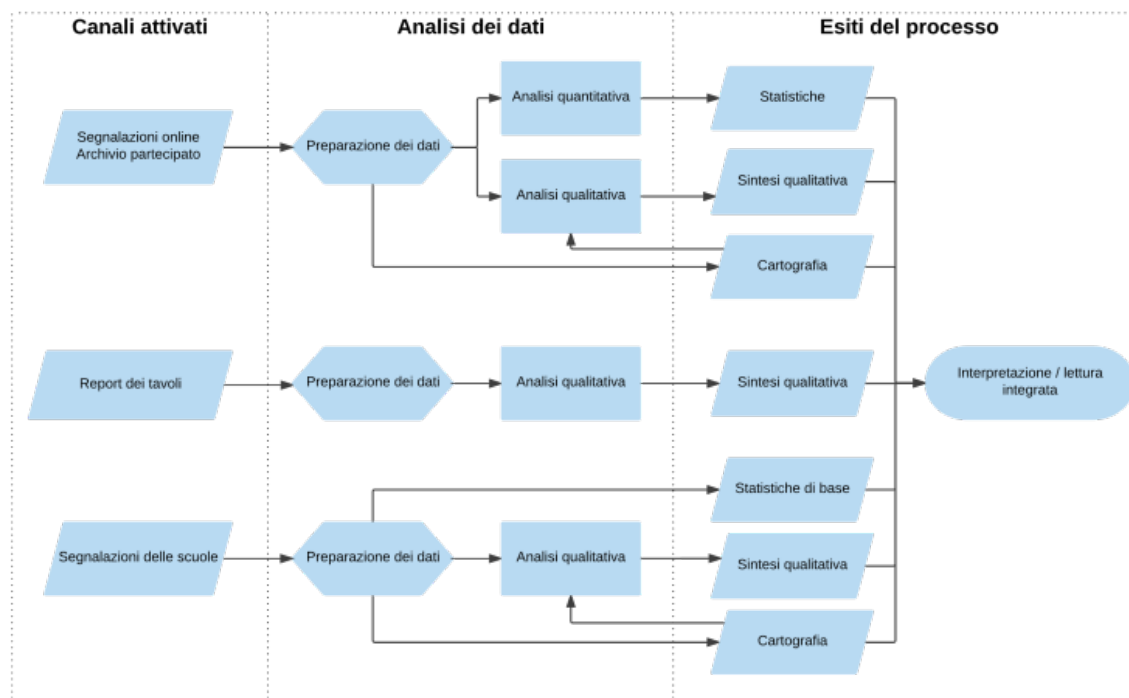 Canali attivati
Analisi dei dati
Esiti del processo
Segnalazioni online
Archivio partecipato
Preparazione dei dati
Analisi quantitativa
Statistiche
Analisi qualitativa
Sintesi qualitativa
Cartografia
Report dei tavoli
Preparazione dei dati
Analisi qualitativa
Sintesi qualitativa
Interpretazione / lettura
integrata
Segnalazioni delle scuole
Preparazione dei dati
Statistiche di base
Analisi qualitativa
Sintesi qualitativa
Cartografia